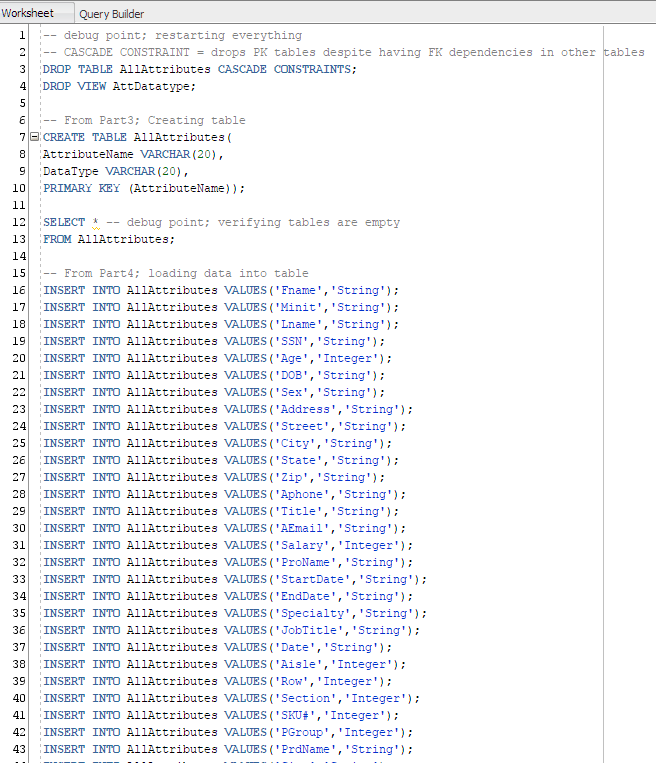 Worksheet Query Builder
1 -- debug point; restarting everything
2 -- CASCADE CONSTRAINT = drops PK tables despite having FK dependencies in other tables
3 DROP TABLE AllAttributes CASCADE CONSTRAINTS;
4 DROP VIEW AttDatatype;
5
6 -- From Part3; Creating table
7 CREATE TABLE AllAttributes(
8 AttributeName VARCHAR(20),
9 DataType VARCHAR(20),
10 PRIMARY KEY (AttributeName));
11
12 SELECT * -- debug point; verifying tables are empty
13 FROM AllAttributes;
14
15 -- From Part4; loading data into table
16 INSERT INTO AllAttributes VALUES('Fname','String');
17 INSERT INTO AllAttributes VALUES('Minit','String');
18 INSERT INTO AllAttributes VALUES('Lname','String');
19 INSERT INTO AllAttributes VALUES('SSN','String');
20 INSERT INTO AllAttributes VALUES('Age','Integer');
21 INSERT INTO AllAttributes VALUES('DOB','String');
22 INSERT INTO AllAttributes VALUES('Sex','String');
23 INSERT INTO AllAttributes VALUES('Address','String');
24 INSERT INTO AllAttributes VALUES('Street','String');
25 INSERT INTO AllAttributes VALUES('City','String');
26 INSERT INTO AllAttributes VALUES('State','String');
27 INSERT INTO AllAttributes VALUES('Zip','String');
28 INSERT INTO AllAttributes VALUES('Aphone','String');
29 INSERT INTO AllAttributes VALUES('Title','String');
30 INSERT INTO AllAttributes VALUES('AEmail','String');
31 INSERT INTO AllAttributes VALUES('Salary','Integer');
32 INSERT INTO AllAttributes VALUES('ProName','String');
33 INSERT INTO AllAttributes VALUES('StartDate','String');
34 INSERT INTO AllAttributes VALUES('EndDate','String');
35 INSERT INTO AllAttributes VALUES('Specialty','String');
36 INSERT INTO AllAttributes VALUES('JobTitle','String');
37 INSERT INTO AllAttributes VALUES('Date','String');
38 INSERT INTO AllAttributes VALUES('Aisle','Integer');
39 INSERT INTO AllAttributes VALUES('Row','Integer');
40 INSERT INTO AllAttributes VALUES('Section','Integer');
41 INSERT INTO AllAttributes VALUES('SKU#','Integer');
42 INSERT INTO AllAttributes VALUES('PGroup','Integer');
43 INSERT INTO AllAttributes VALUES('PrdName','String');